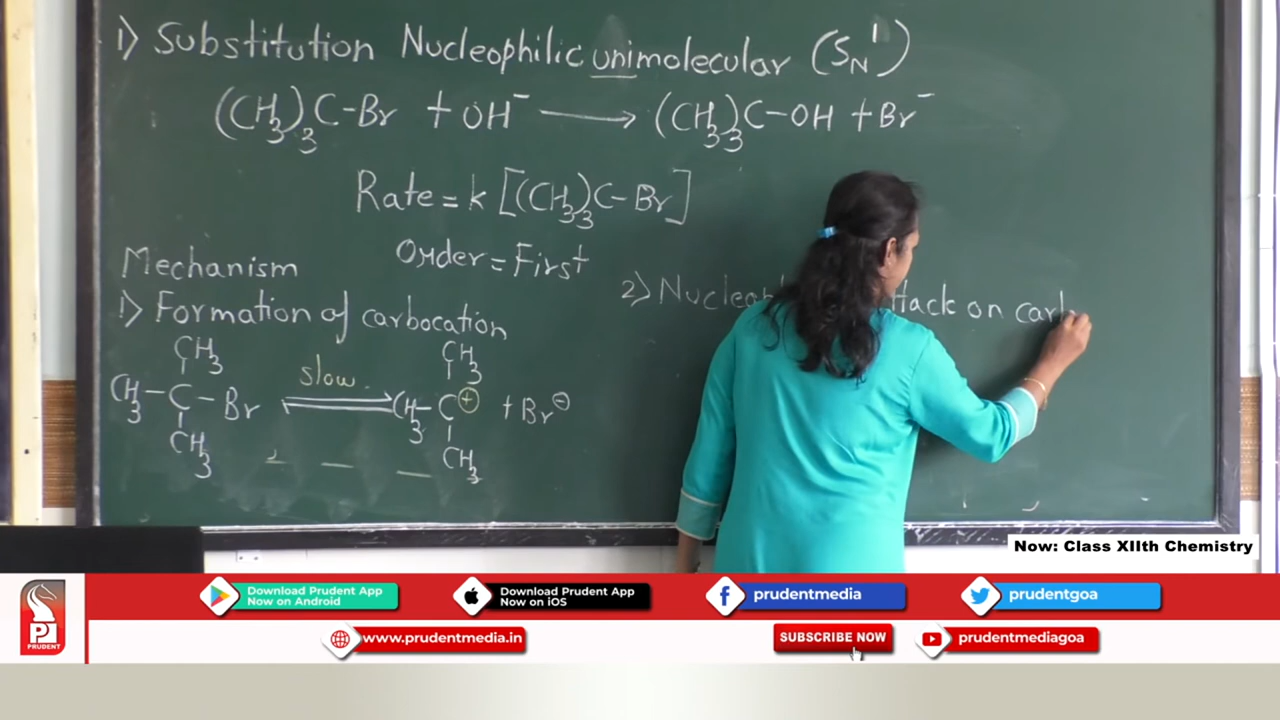 1) Substitution Nucleophilic unimolecular (SN1)
(CH3)3C-Br + OH⁻ ⟶ (CH3)3C-OH + Br⁻
Rate = k [(CH3)3C-Br]
Order = First
Mechanism
1) Formation of carbocation
CH3
CH3-C-Br
CH3
slow
CH3
CH3-C⊕ + Br⊖
CH3
2) Nucleop ttack on carb
Now: Class XIIth Chemistry
PRUDENT
Download Prudent App
Now on Android
Download Prudent App
Now on iOS
prudentmedia
prudentgoa
www.prudentmedia.in
SUBSCRIBE NOW
prudentmediagoa